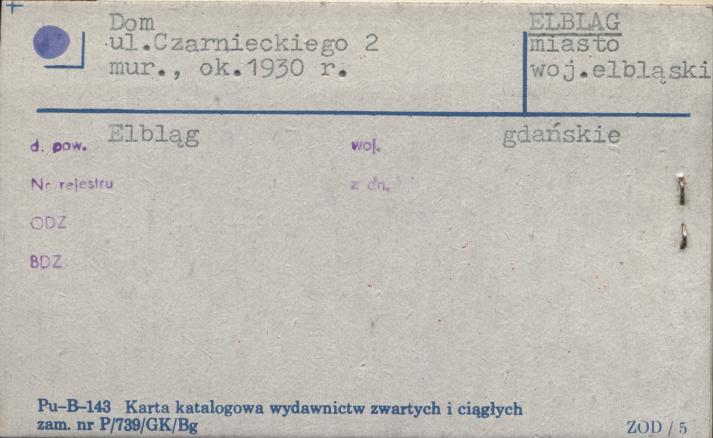 Dom
ul.Czarnieckiego 2
mur., ok.1930 r.
ELBLĄG
miasto
woj.elbląski
d. pow. Elbląg woj. gdańskie
Nr rejestru z dn.
ODZ
BDZ
Pu-B-143 Karta katalogowa wydawnictw zwartych i ciągłych
zam. nr P/739/GK/Bg
ZOD / 5